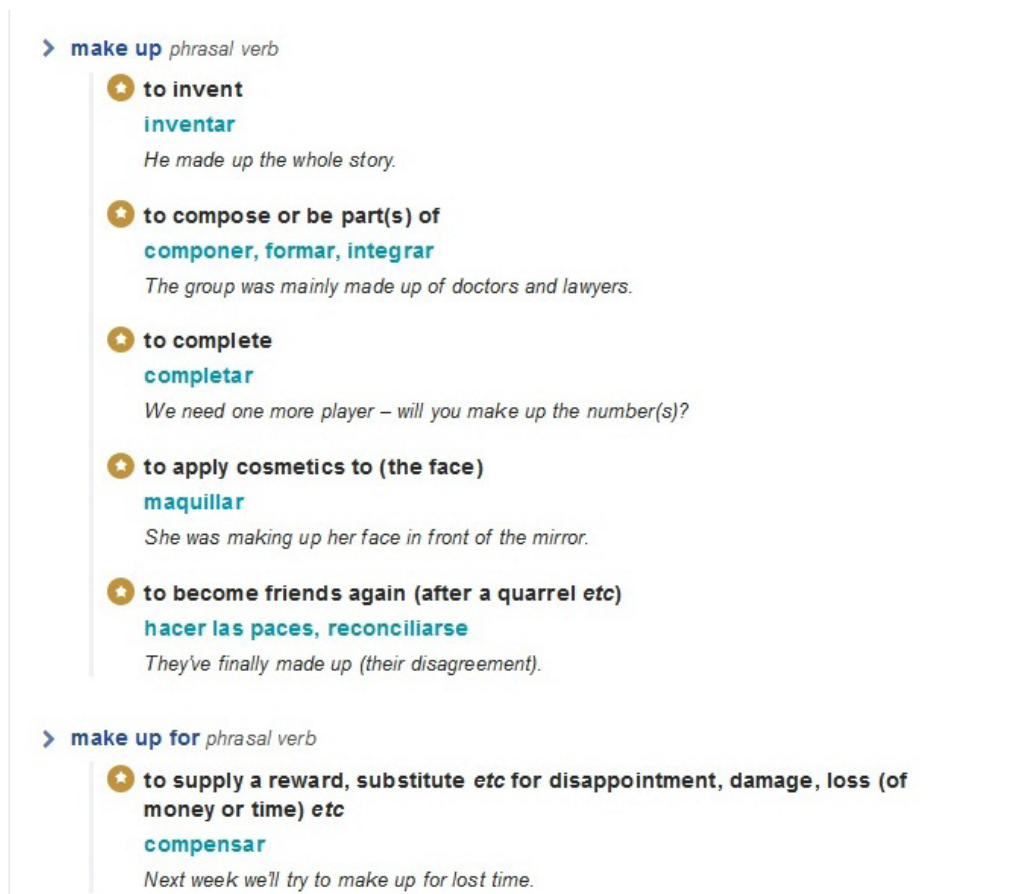 make up phrasal verb
to invent
inventar
He made up the whole story.
to compose or be part(s) of
componer, formar, integrar
The group was mainly made up of doctors and lawyers.
to complete
completar
We need one more player – will you make up the number(s)?
to apply cosmetics to (the face)
maquillar
She was making up her face in front of the mirror.
to become friends again (after a quarrel etc)
hacer las paces, reconciliarse
They've finally made up (their disagreement).
make up for phrasal verb
to supply a reward, substitute etc for disappointment, damage, loss (of
money or time) etc
compensar
Next week we'll try to make up for lost time.